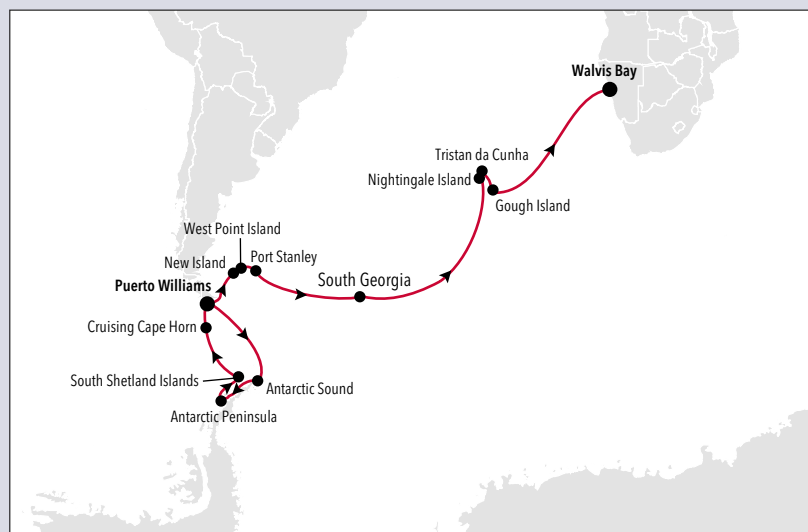 Walvis Bay
Tristan da Cunha
Nightingale Island
Gough Island
West Point Island
New Island
Port Stanley
South Georgia
Puerto Williams
Cruising Cape Horn
South Shetland Islands
Antarctic Sound
Antarctic Peninsula